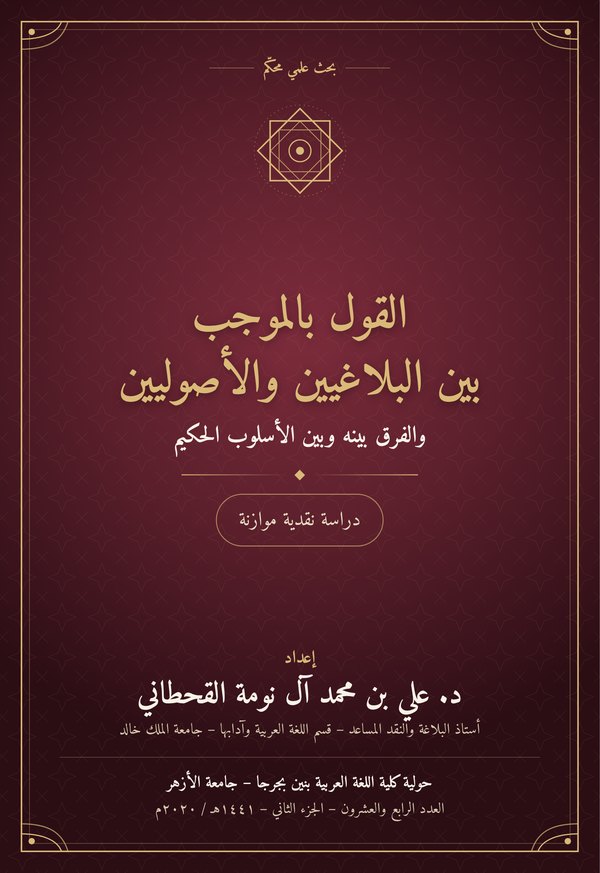 بحث علمي محكّم
القول بالموجب
بين البلاغيين والأصوليين
والفرق بينه وبين الأسلوب الحكيم
دراسة نقدية موازنة
إعداد
د. علي بن محمد آل نومة القحطاني
أستاذ البلاغة والنقد المساعد – قسم اللغة العربية وآدابها – جامعة الملك خالد
حولية كلية اللغة العربية بنين بجرجا – جامعة الأزهر
العدد الرابع والعشرون – الجزء الثاني – ١٤٤١هـ / ٢٠٢٠م